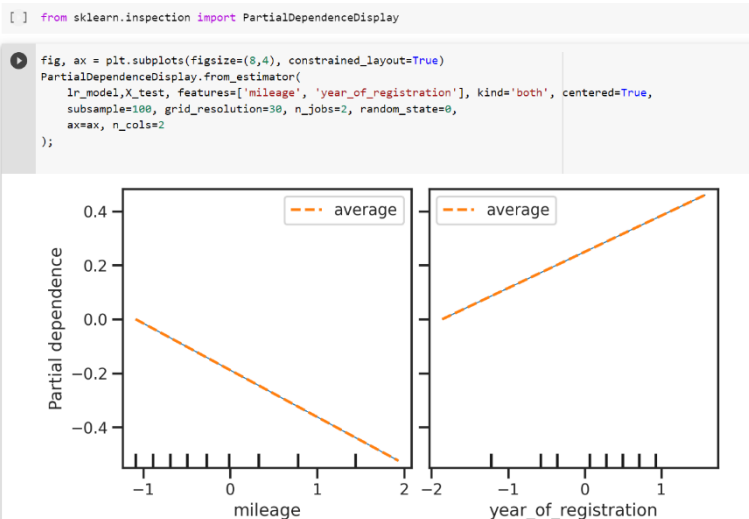 [ ] from sklearn.inspection import PartialDependenceDisplay
fig, ax = plt.subplots(figsize=(8,4), constrained_layout=True)
PartialDependenceDisplay.from_estimator(
lr_model,X_test, features=['mileage', 'year_of_registration'], kind='both', centered=True,
subsample=100, grid_resolution=30, n_jobs=2, random_state=0,
ax=ax, n_cols=2
);
average
average
Partial dependence
0.4
0.2
0.0
−0.2
−0.4
−1 0 1 2
mileage
−2 −1 0 1
year_of_registration